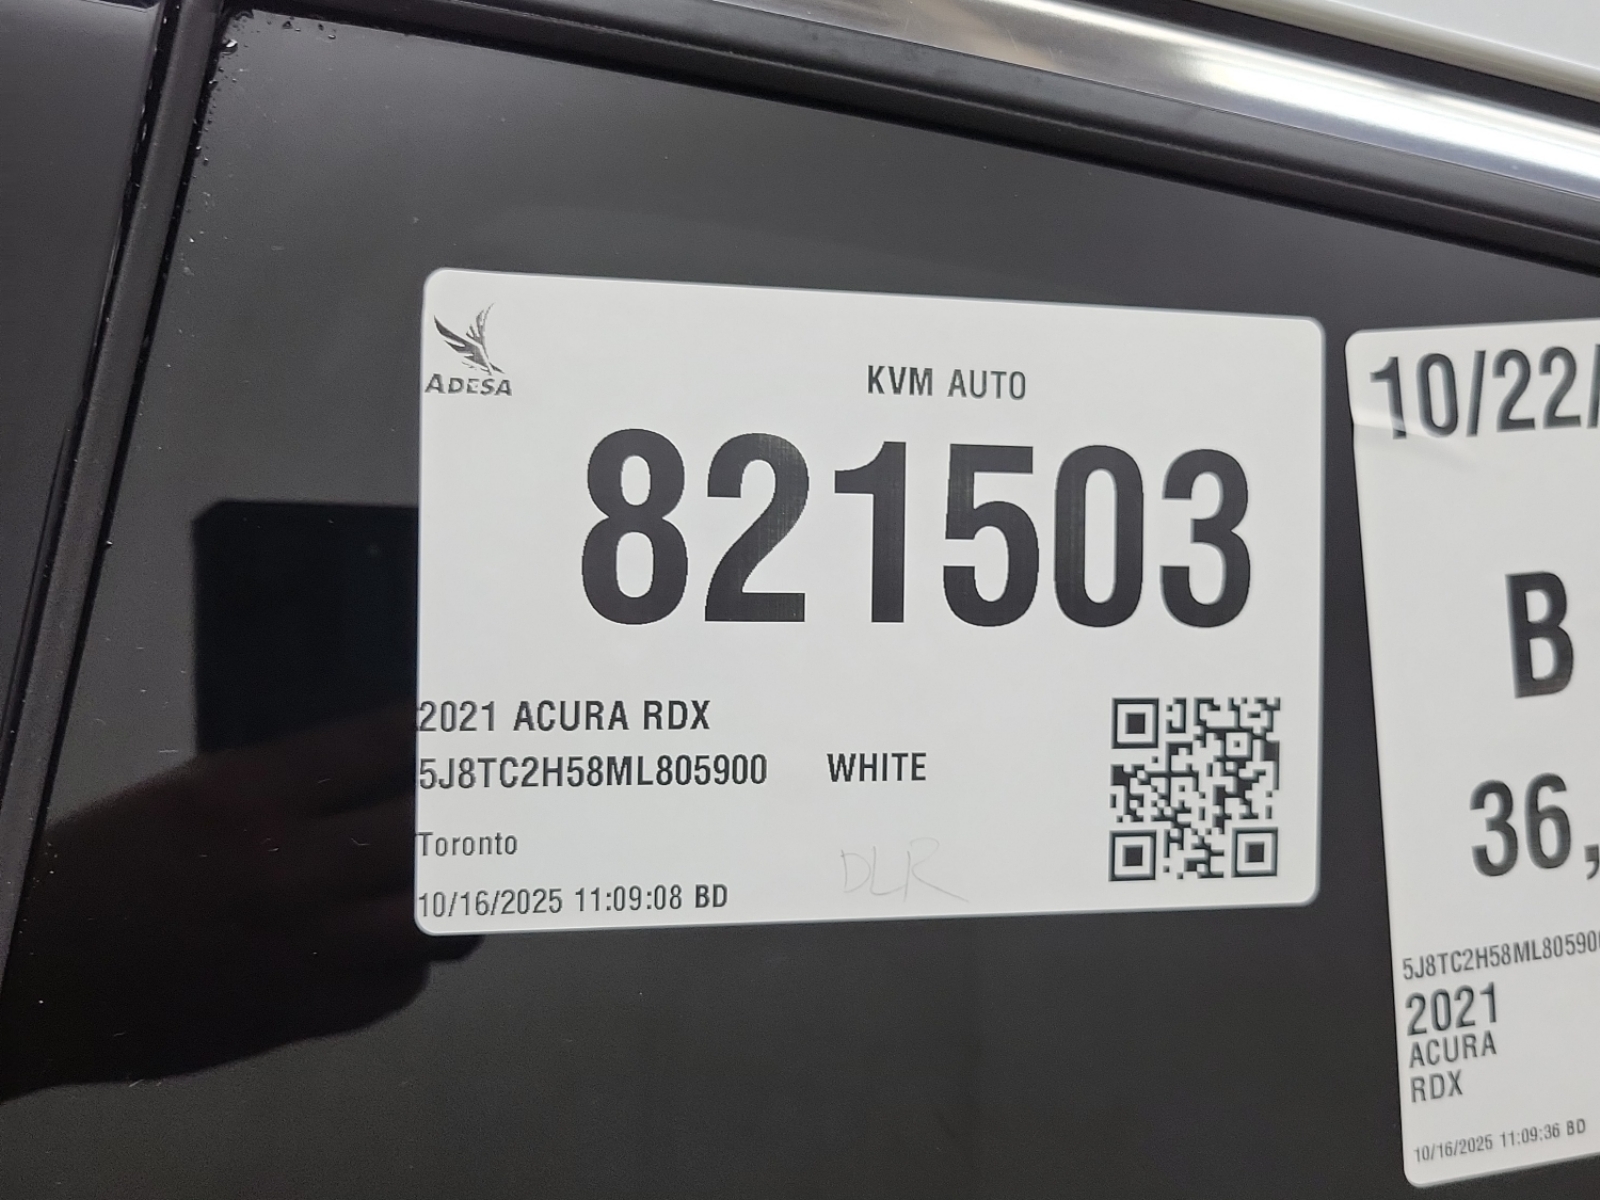 ADESA
KVM AUTO
821503
2021 ACURA RDX
5J8TC2H58ML805900 WHITE
Toronto
DLR
10/16/2025 11:09:08 BD
10/22/
B
36,
5J8TC2H58ML80590
2021
ACURA
RDX
10/16/2025 11:09:36 BD